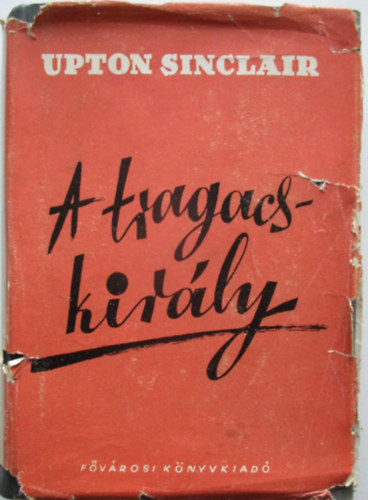 UPTON SINCLAIR
A tragacs-
király
FŐVÁROSI KÖNYVKIADÓ